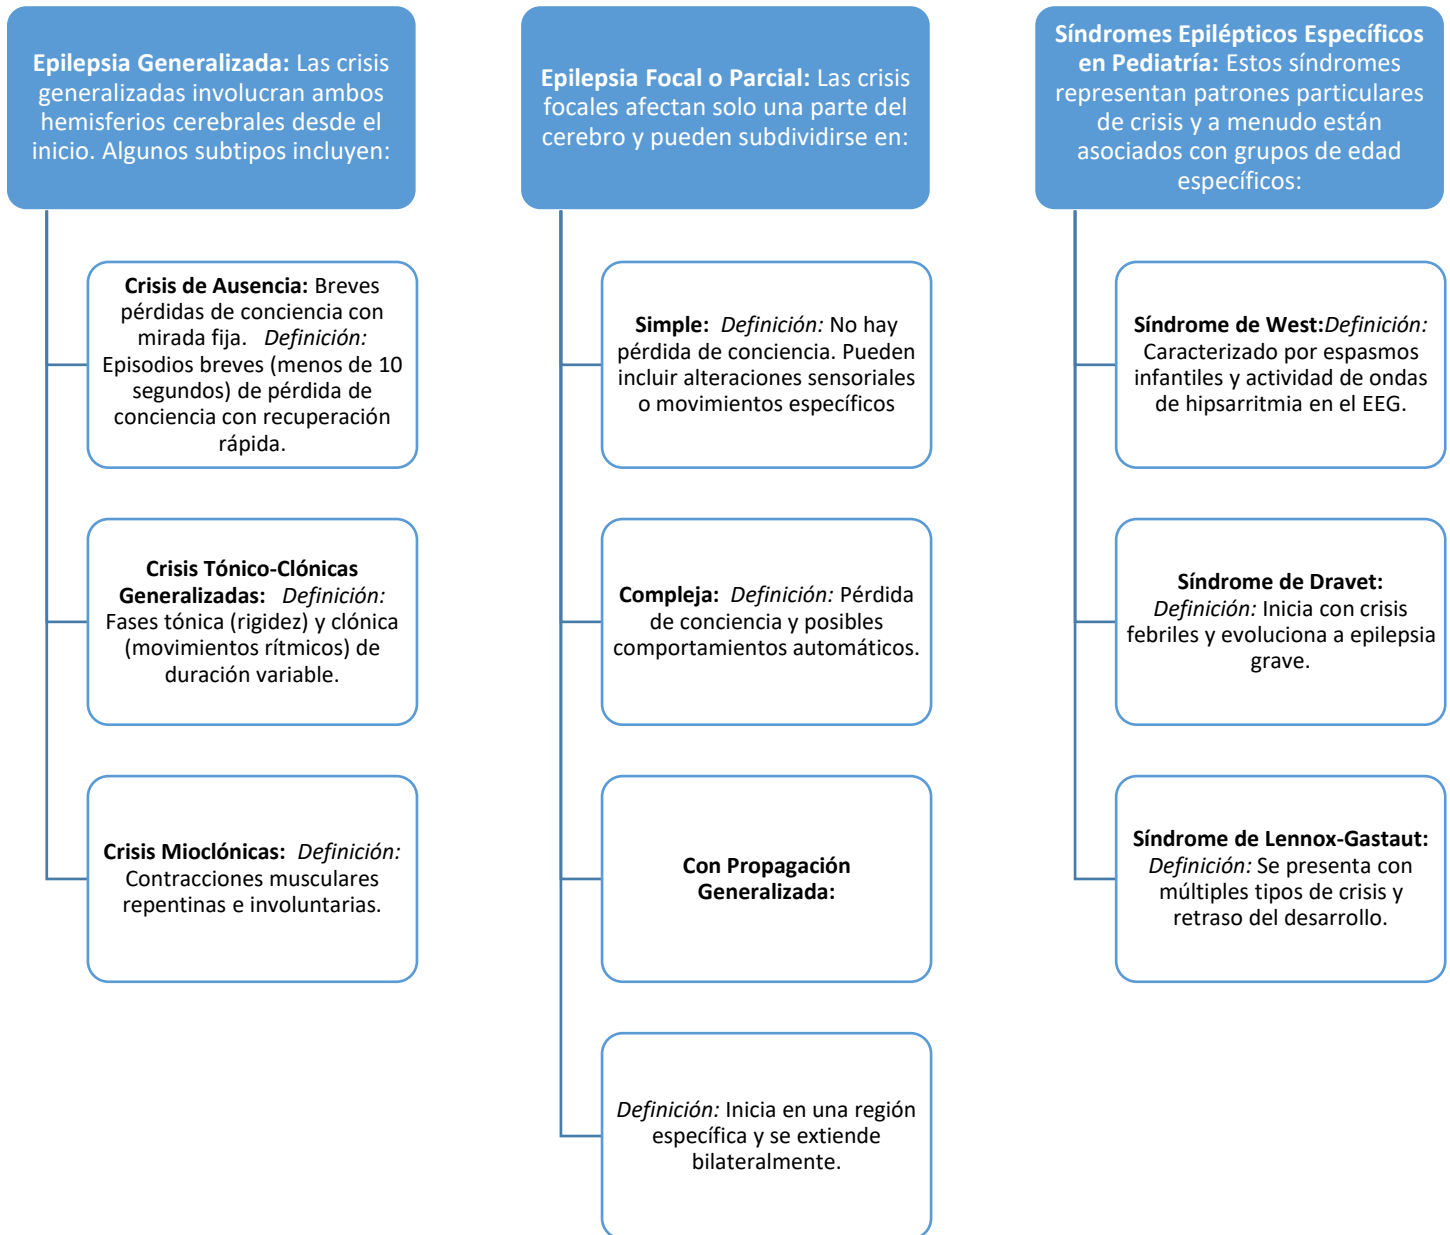 Epilepsia Generalizada: Las crisis
generalizadas involucran ambos
hemisferios cerebrales desde el
inicio. Algunos subtipos incluyen:
Crisis de Ausencia: Breves
pérdidas de conciencia con
mirada fija. Definición:
Episodios breves (menos de 10
segundos) de pérdida de
conciencia con recuperación
rápida.
Crisis Tónico-Clónicas
Generalizadas: Definición:
Fases tónica (rigidez) y clónica
(movimientos rítmicos) de
duración variable.
Crisis Mioclónicas: Definición:
Contracciones musculares
repentinas e involuntarias.
Epilepsia Focal o Parcial: Las crisis
focales afectan solo una parte del
cerebro y pueden subdividirse en:
Simple: Definición: No hay
pérdida de conciencia. Pueden
incluir alteraciones sensoriales
o movimientos específicos
Compleja: Definición: Pérdida
de conciencia y posibles
comportamientos automáticos.
Con Propagación
Generalizada:
Definición: Inicia en una región
específica y se extiende
bilateralmente.
Síndromes Epilépticos Específicos
en Pediatría: Estos síndromes
representan patrones particulares
de crisis y a menudo están
asociados con grupos de edad
específicos:
Síndrome de West:Definición:
Caracterizado por espasmos
infantiles y actividad de ondas
de hipsarritmia en el EEG.
Síndrome de Dravet:
Definición: Inicia con crisis
febriles y evoluciona a epilepsia
grave.
Síndrome de Lennox-Gastaut:
Definición: Se presenta con
múltiples tipos de crisis y
retraso del desarrollo.